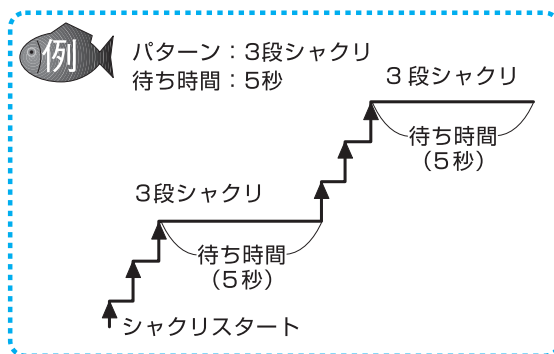 例
パターン：3段シャクリ
待ち時間：5秒
3段シャクリ
待ち時間
(5秒)
3段シャクリ
待ち時間
(5秒)
シャクリスタート